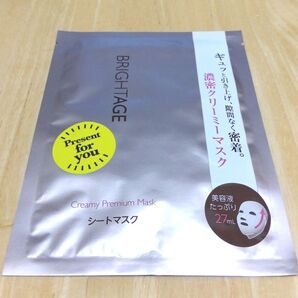 ギュッと引き上げ、隙間なく密着。
濃密クリーミーマスク
BRIGHTAGE
Present
for
you
Creamy Premium Mask
シートマスク
美容液
たっぷり
27mL